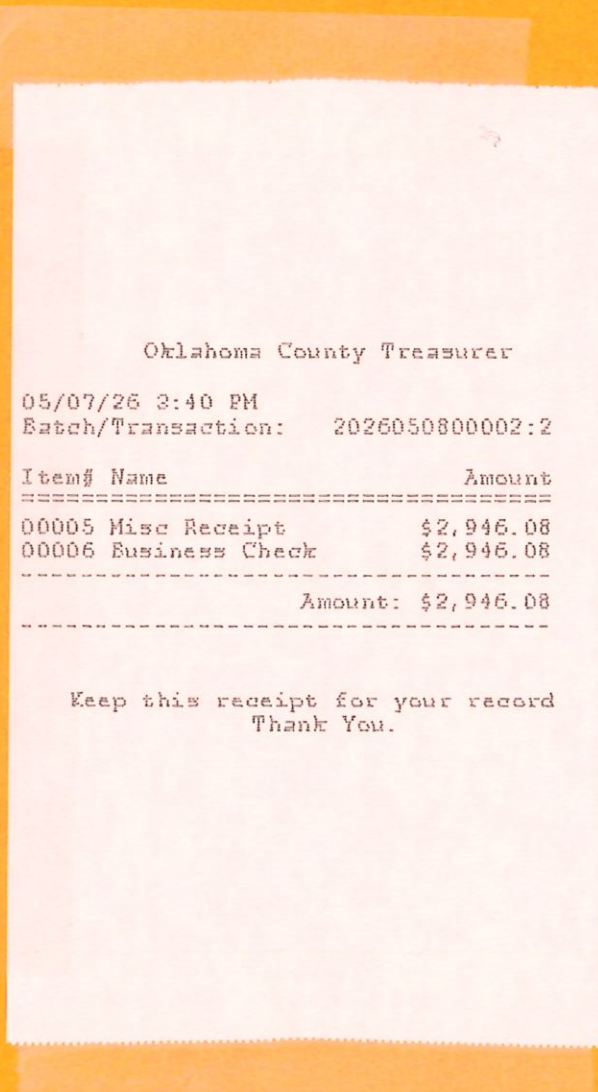 Oklahoma County Treasurer
05/07/26 3:40 PM
Batch/Transaction: 2026050800002:2
Item# Name Amount
====================================
00005 Misc Receipt $2,946.08
00006 Business Check $2,946.08
------------------------------------
Amount: $2,946.08
------------------------------------
Keep this receipt for your record
Thank You.